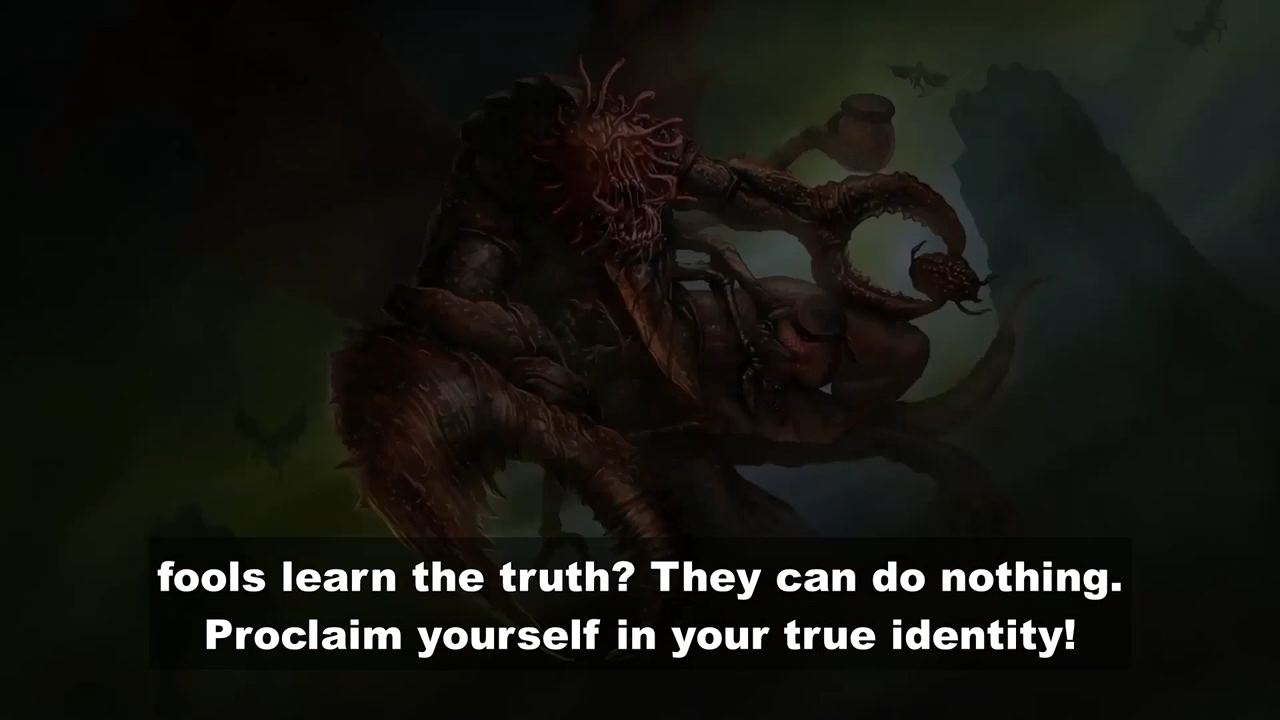 fools learn the truth? They can do nothing.
Proclaim yourself in your true identity!